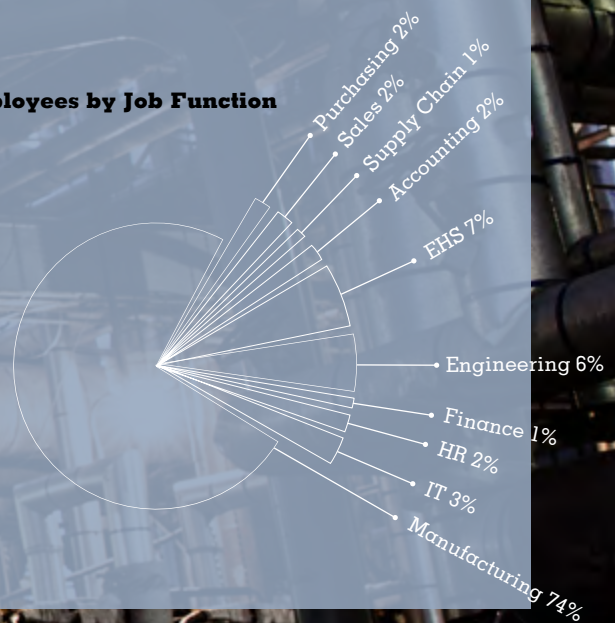 ployees by Job Function
Purchasing 2%
Sales 2%
Supply Chain 1%
Accounting 2%
EHS 7%
Engineering 6%
Finance 1%
HR 2%
IT 3%
Manufacturing 74%